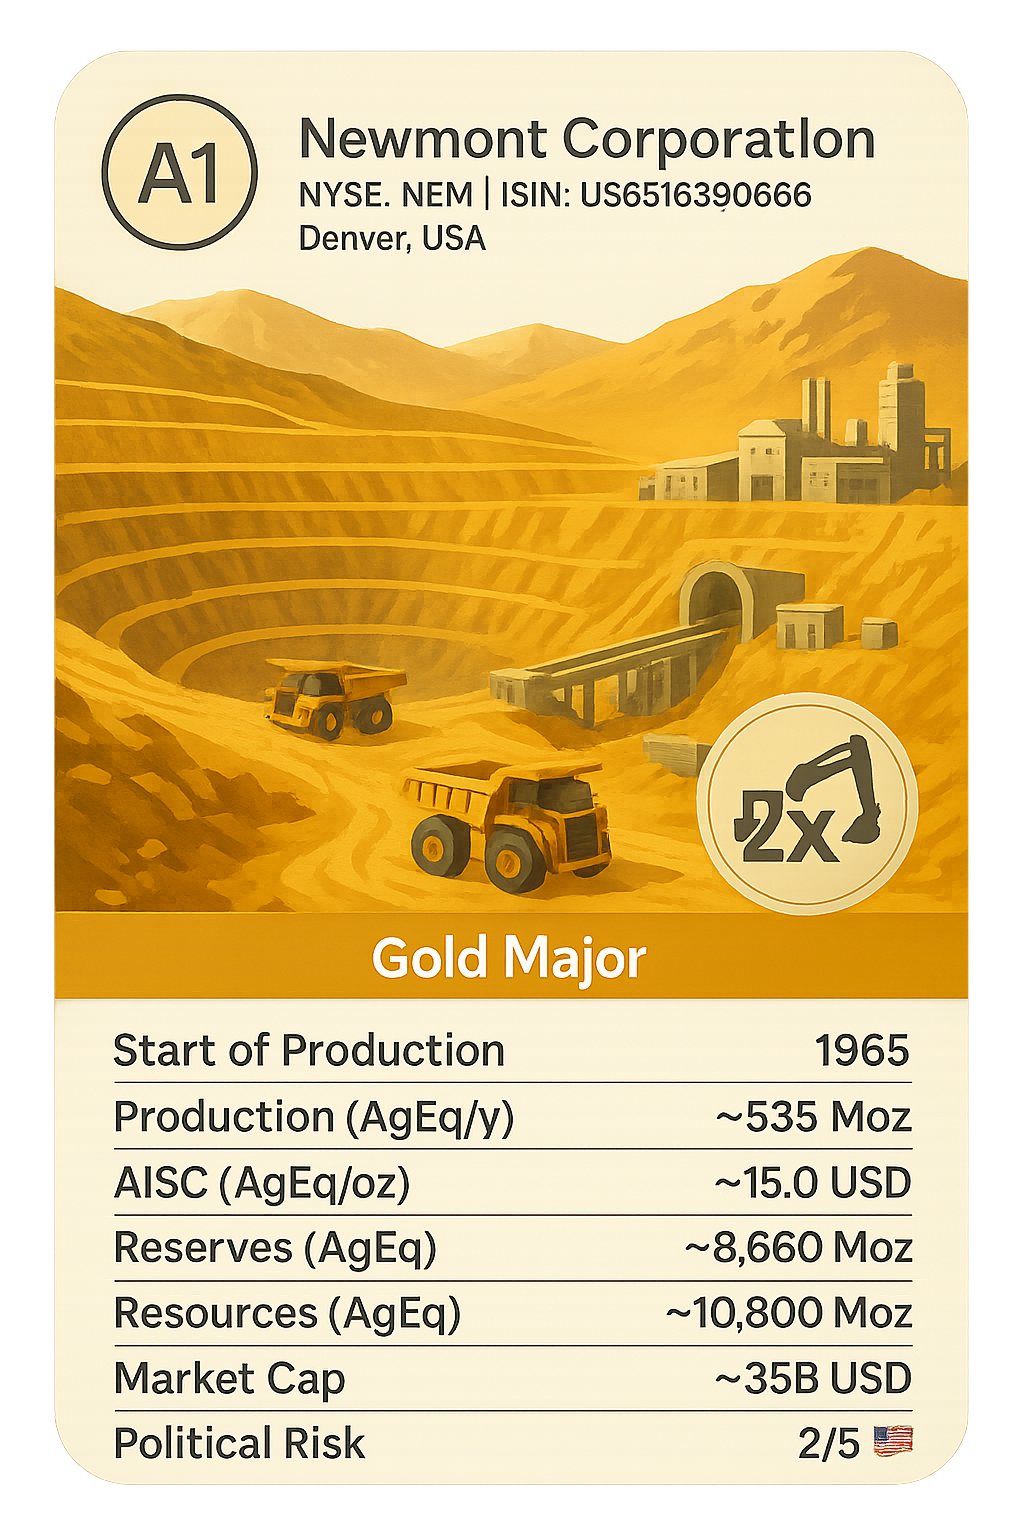 A1
Newmont CorporatIon
NYSE. NEM | ISIN: US6516390666
Denver, USA
2x
Gold Major
Start of Production 1965
Production (AgEq/y) ~535 Moz
AISC (AgEq/oz) ~15.0 USD
Reserves (AgEq) ~8,660 Moz
Resources (AgEq) ~10,800 Moz
Market Cap ~35B USD
Political Risk 2/5